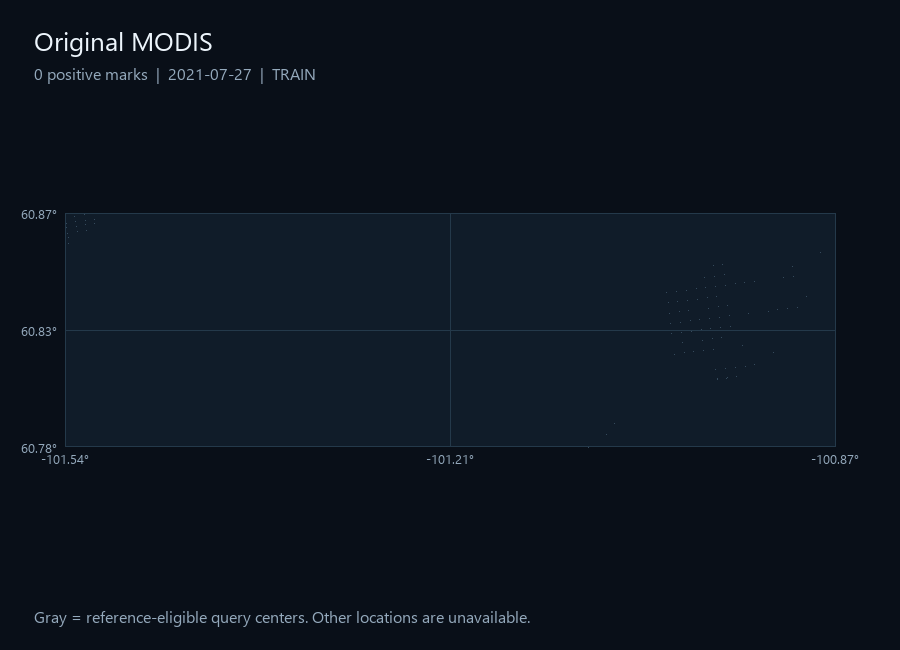 Original MODIS
0 positive marks | 2021-07-27 | TRAIN
60.87°
60.83°
60.78°
-101.54°
-101.21°
-100.87°
Gray = reference-eligible query centers. Other locations are unavailable.